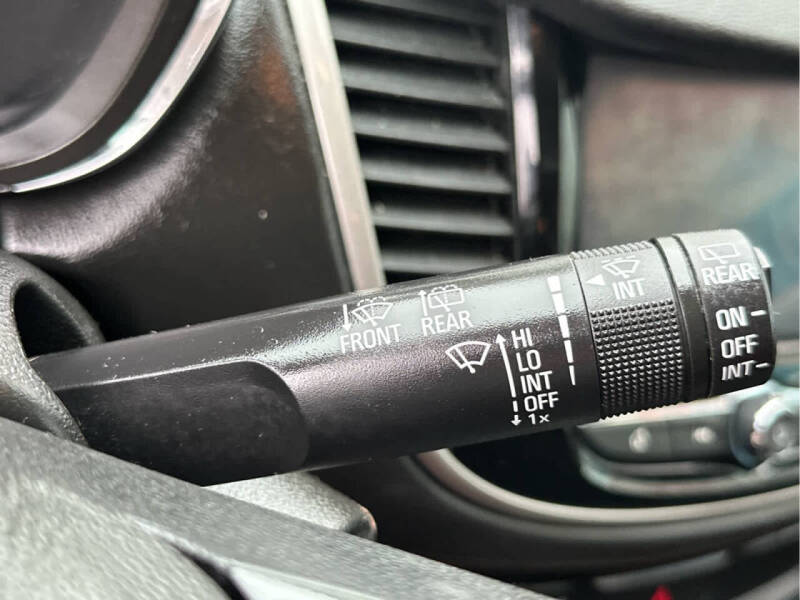 FRONT
REAR
HI
LO
INT
OFF
1x
INT
REAR
ON
OFF
INT